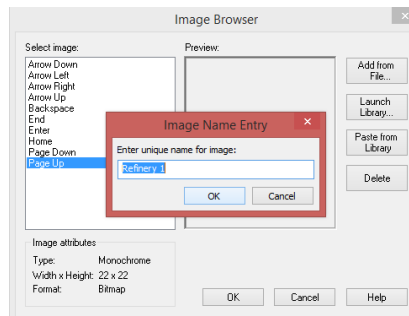 Image Browser
Select image:
Preview:
Arrow Down
Arrow Left
Arrow Right
Arrow Up
Backspace
End
Enter
Home
Page Down
Page Up
Add from
File...
Launch
Library...
Paste from
Library
Delete
Image Name Entry
Enter unique name for image:
Refinery 1
OK
Cancel
Image attributes
Type: Monochrome
Width x Height: 22 x 22
Format: Bitmap
OK
Cancel
Help